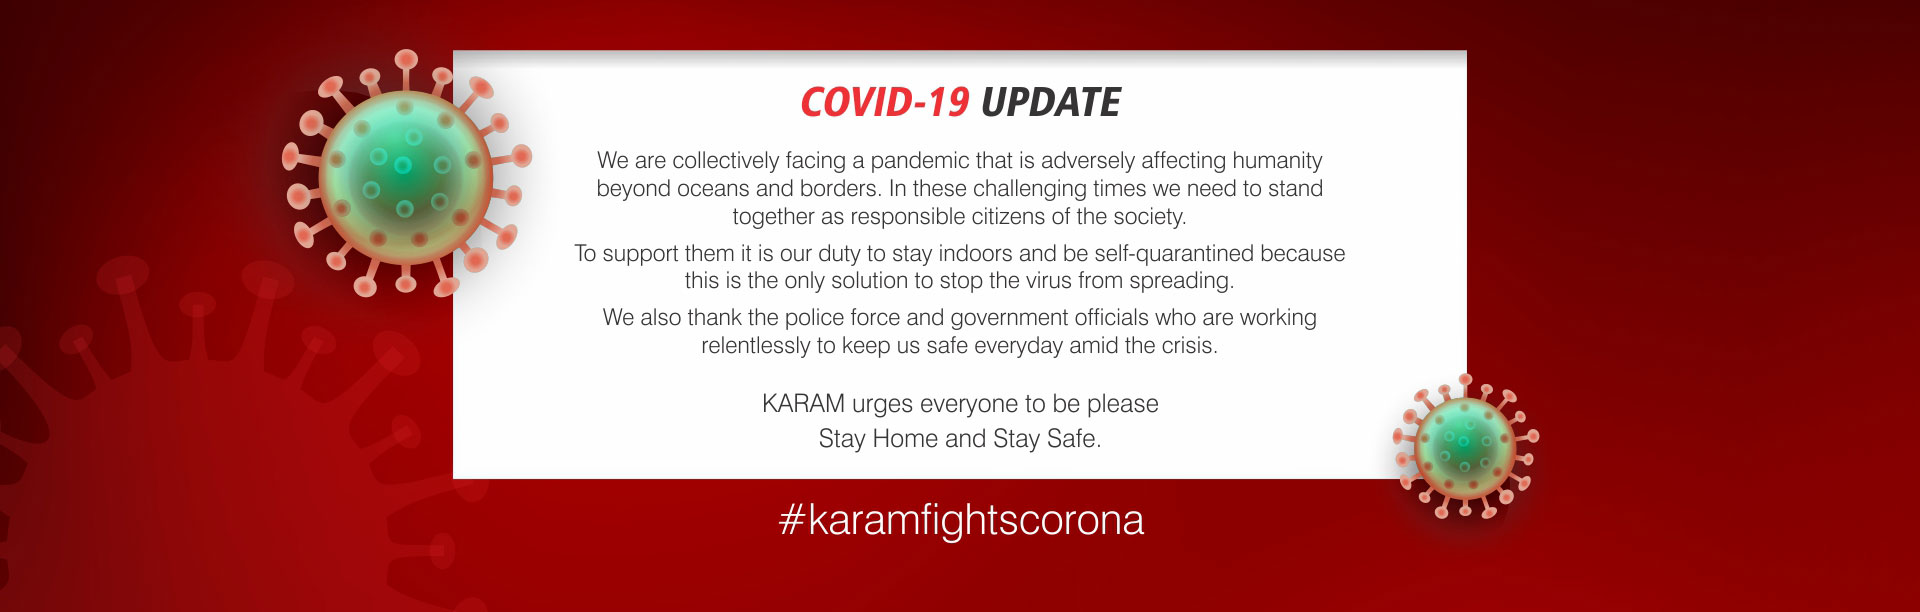 COVID-19 UPDATE
We are collectively facing a pandemic that is adversely affecting humanity
beyond oceans and borders. In these challenging times we need to stand
together as responsible citizens of the society.
To support them it is our duty to stay indoors and be self-quarantined because
this is the only solution to stop the virus from spreading.
We also thank the police force and government officials who are working
relentlessly to keep us safe everyday amid the crisis.
KARAM urges everyone to be please
Stay Home and Stay Safe.
#karamfightscorona